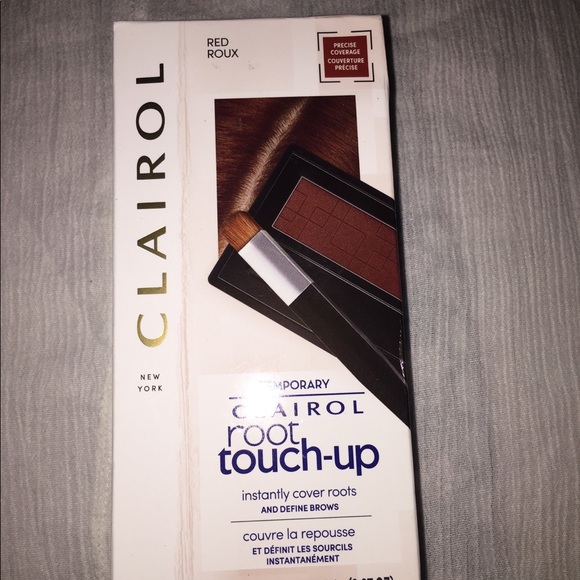 RED
ROUX
PRECISE
COVERAGE
COUVERTURE
PRÉCISE
CLAIROL
NEW
YORK
CLAIROL
root
touch-up
instantly cover roots
AND DEFINE BROWS
couvre la repousse
ET DÉFINIT LES SOURCILS
INSTANTANÉMENT